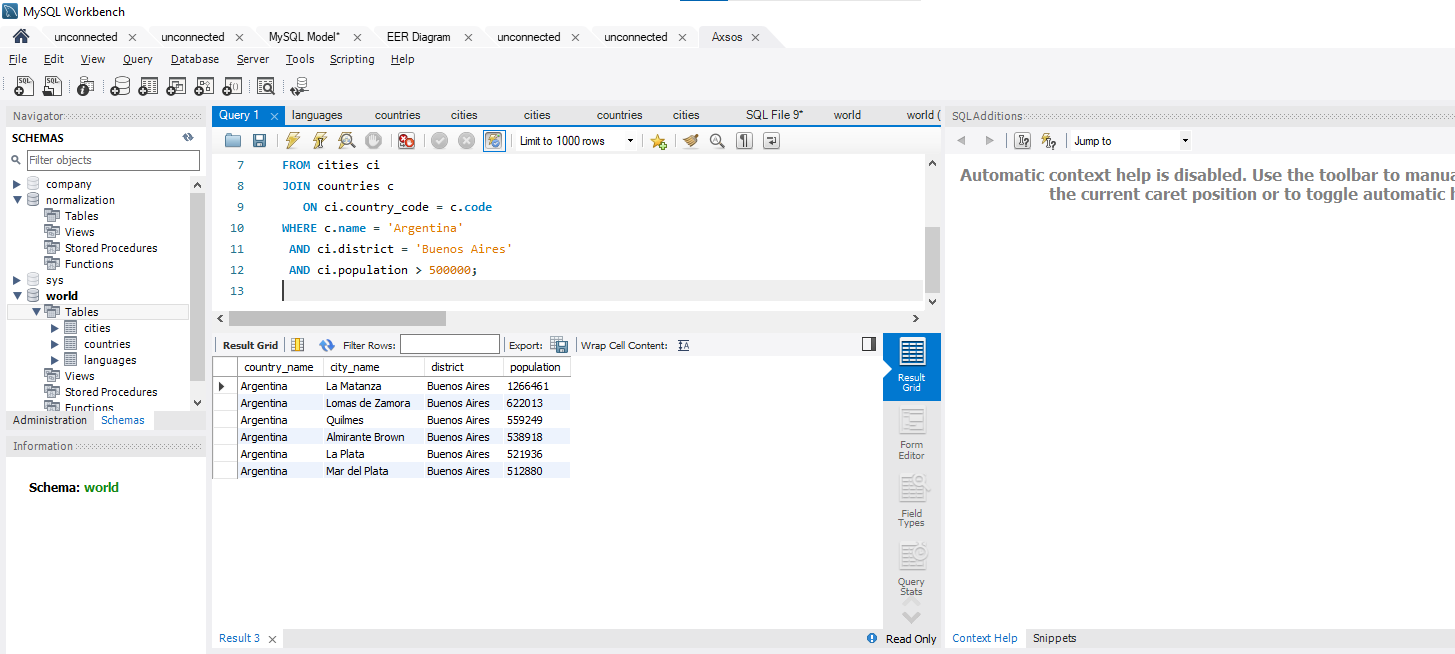 MySQL Workbench
unconnected unconnected MySQL Model* EER Diagram unconnected unconnected Axsos
File Edit View Query Database Server Tools Scripting Help
Navigator
SCHEMAS
Filter objects
company
normalization
Tables
Views
Stored Procedures
Functions
sys
world
Tables
cities
countries
languages
Views
Stored Procedures
Functions
Administration Schemas
Information
Schema: world
Query 1 languages countries cities cities countries cities SQL File 9* world world (
Limit to 1000 rows
7 FROM cities ci
8 JOIN countries c
9 ON ci.country_code = c.code
10 WHERE c.name = 'Argentina'
11 AND ci.district = 'Buenos Aires'
12 AND ci.population > 500000;
13
Result Grid Filter Rows: Export: Wrap Cell Content:
country_name city_name district population
Argentina La Matanza Buenos Aires 1266461
Argentina Lomas de Zamora Buenos Aires 622013
Argentina Quilmes Buenos Aires 559249
Argentina Almirante Brown Buenos Aires 538918
Argentina La Plata Buenos Aires 521936
Argentina Mar del Plata Buenos Aires 512880
Result
Grid
Form
Editor
Field
Types
Query
Stats
Result 3 Read Only
SQLAdditions
Jump to
Automatic context help is disabled. Use the toolbar to manua
the current caret position or to toggle automatic h
Context Help Snippets